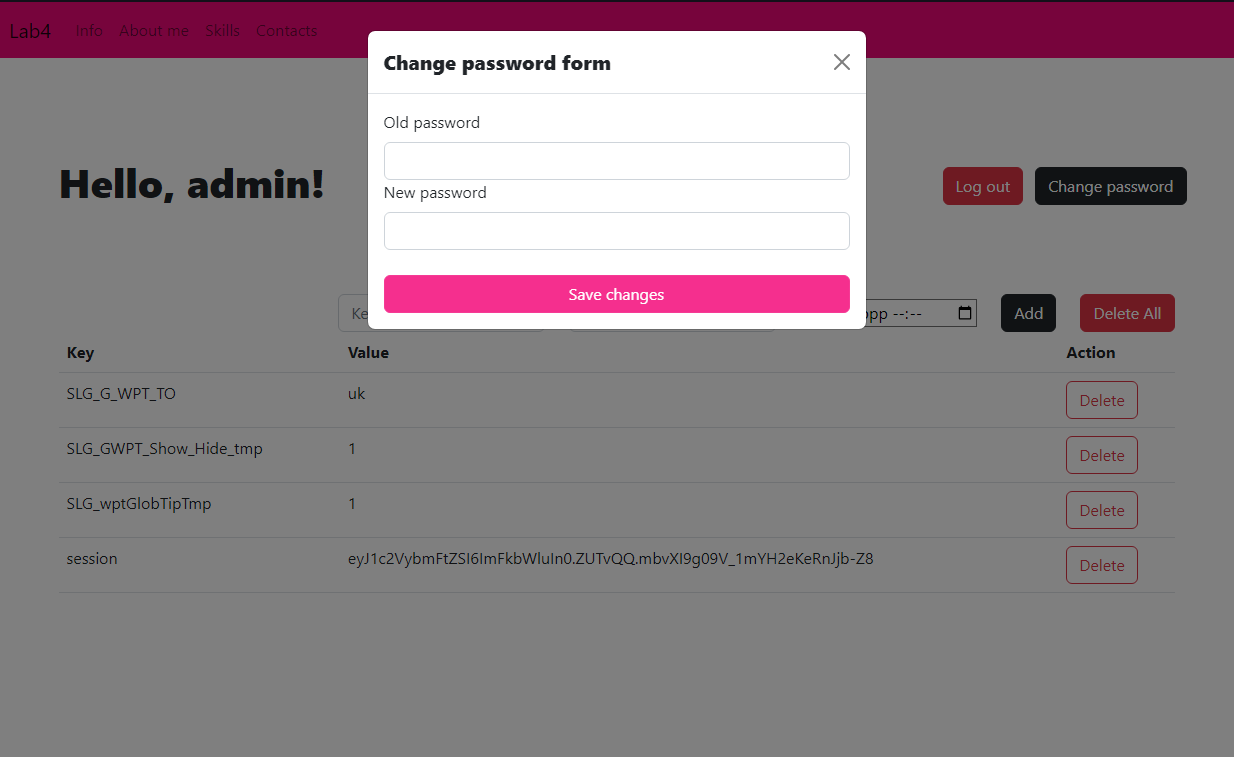 Lab4 Info About me Skills Contacts
Change password form
Old password
New password
Save changes
Hello, admin!
Log out Change password
Ke
--:--
Add Delete All
Key Value Action
SLG_G_WPT_TO uk Delete
SLG_GWPT_Show_Hide_tmp 1 Delete
SLG_wptGlobTipTmp 1 Delete
session eyJ1c2VybmFtZSI6ImFkbWluIn0.ZUTvQQ.mbvXI9g09V_1mYH2eKeRnJjb-Z8 Delete